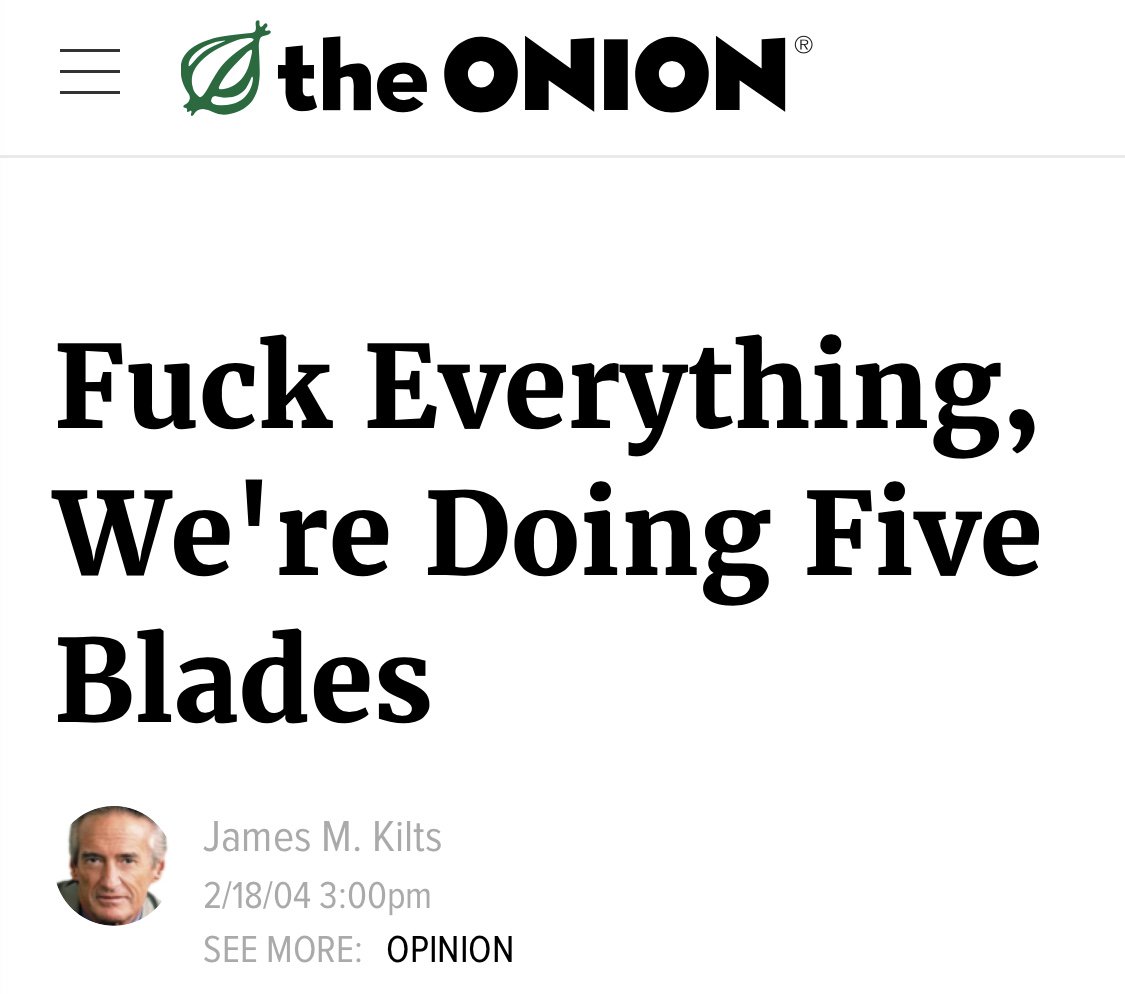 the ONION®
Fuck Everything,
We're Doing Five
Blades
James M. Kilts
2/18/04 3:00pm
SEE MORE: OPINION